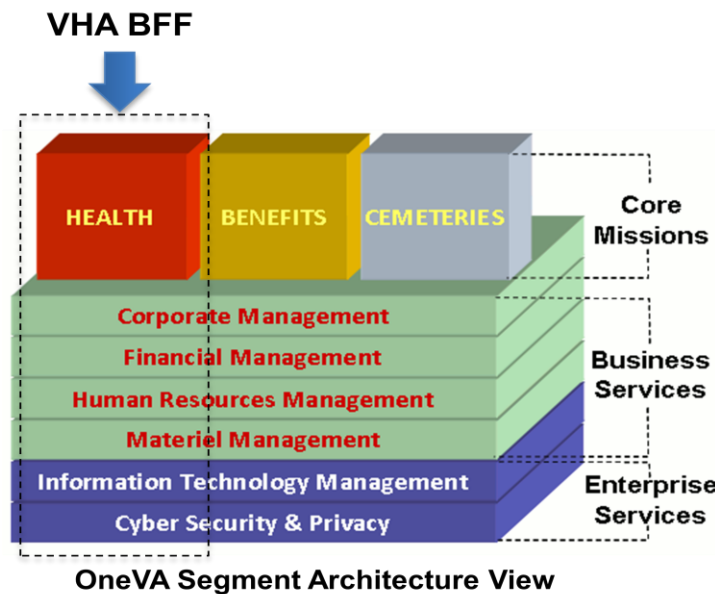 VHA BFF
HEALTH
BENEFITS
CEMETERIES
Core
Missions
Corporate Management
Financial Management
Human Resources Management
Materiel Management
Business
Services
Information Technology Management
Cyber Security & Privacy
Enterprise
Services
OneVA Segment Architecture View